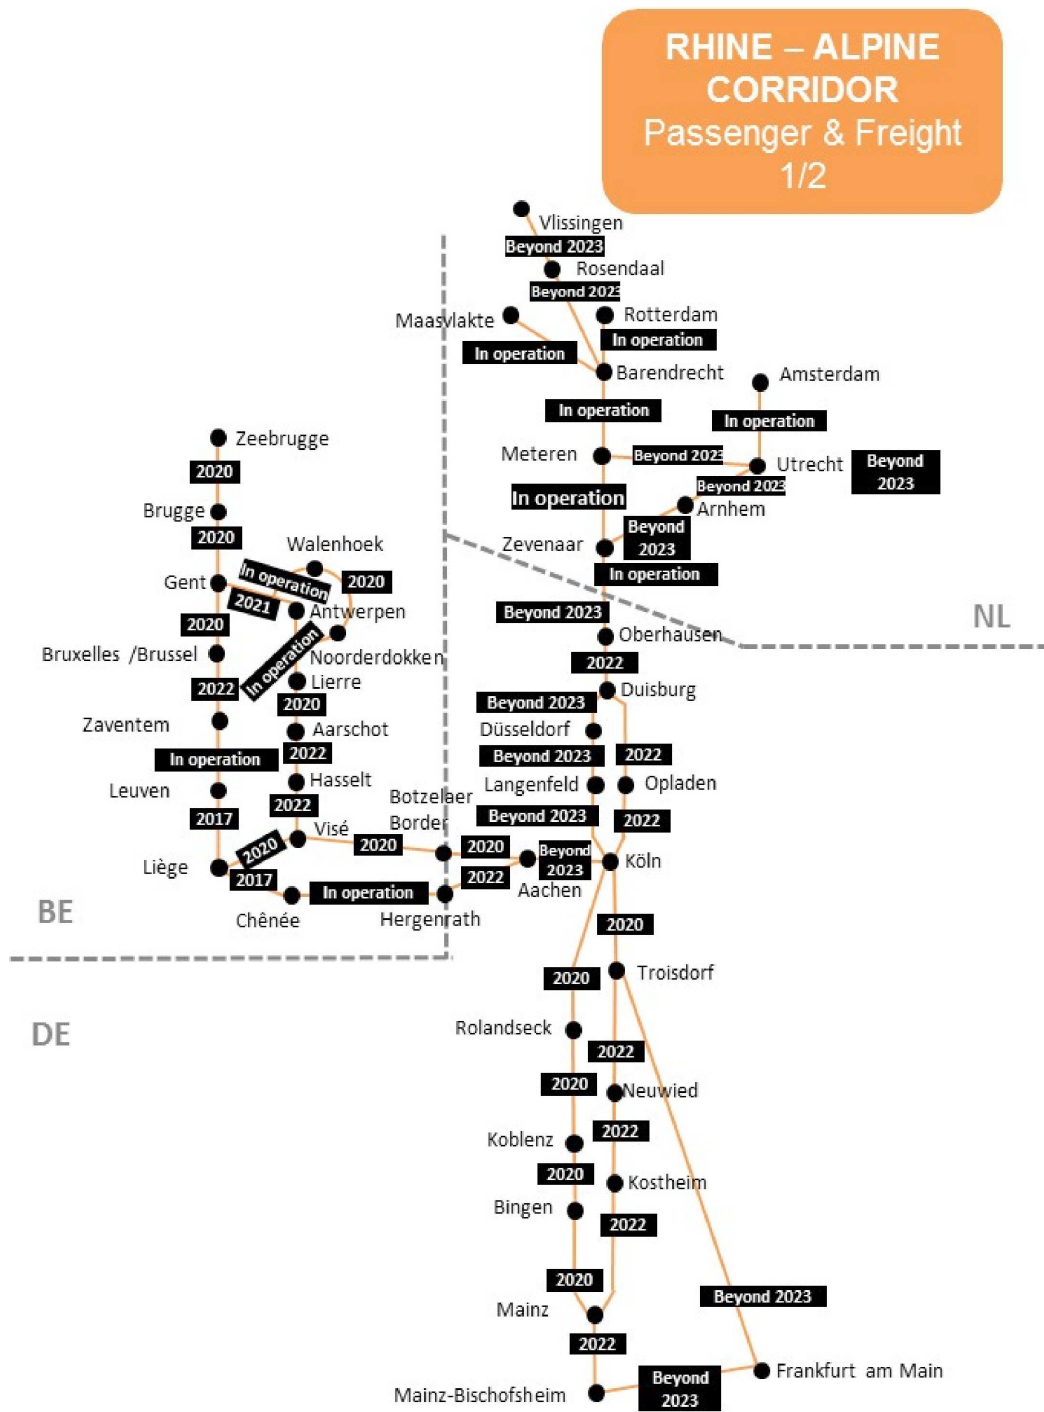 RHINE – ALPINE
CORRIDOR
Passenger & Freight
1/2
Vlissingen
Beyond 2023
Rosendaal
Beyond 2023
Maasvlakte
Rotterdam
In operation
In operation
Barendrecht
Amsterdam
In operation
In operation
Meteren
Beyond 2023
Utrecht
Beyond
2023
Beyond 2023
In operation
Arnhem
Beyond
2023
Zevenaar
In operation
NL
Zeebrugge
2020
Brugge
2020
Walenhoek
In operation
2020
Gent
2021
Antwerpen
2020
In operation
Noorderdokken
Bruxelles /Brussel
Lierre
2022
2020
Zaventem
Aarschot
In operation
2022
Leuven
Hasselt
2017
2022
Botzelaer
Border
Visé
2020
2020
2020
Liège
2017
In operation
2022
Chênée
Hergenrath
BE
DE
Beyond 2023
Oberhausen
2022
Duisburg
Beyond 2023
Düsseldorf
Beyond 2023
2022
Langenfeld
Opladen
Beyond 2023
2022
Beyond
2023
Köln
Aachen
2020
2020
Troisdorf
Rolandseck
2022
2020
Neuwied
2022
Koblenz
2020
Kostheim
Bingen
2022
2020
Beyond 2023
Mainz
2022
Frankfurt am Main
Beyond
2023
Mainz-Bischofsheim